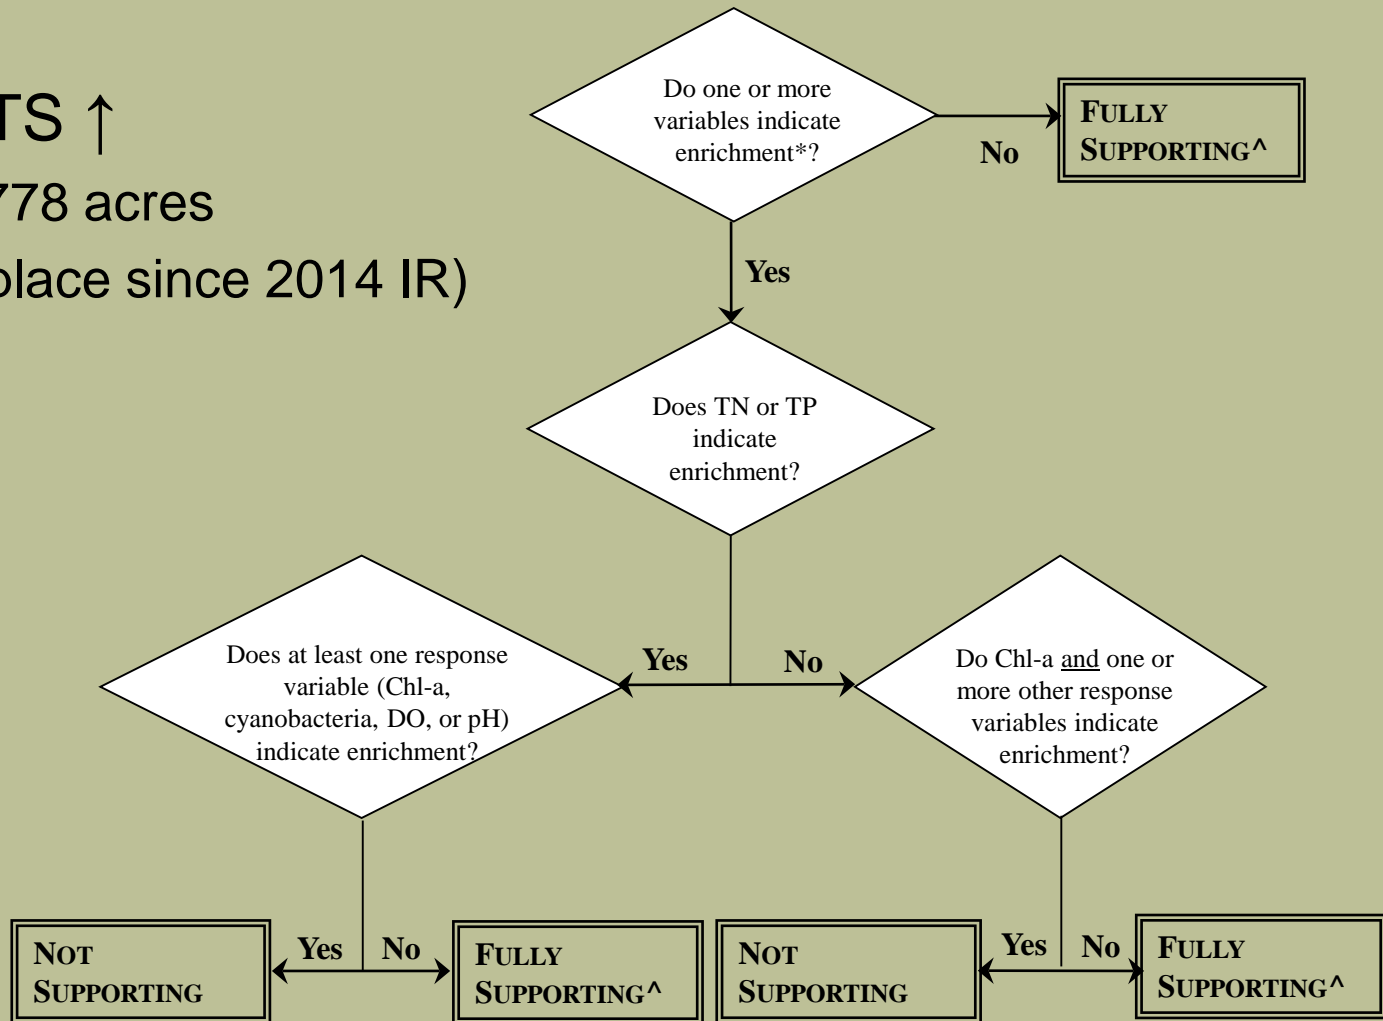 TS ↑
778 acres
place since 2014 IR)
Do one or more
variables indicate
enrichment*?
No
FULLY
SUPPORTING^
Yes
Does TN or TP
indicate
enrichment?
Does at least one response
variable (Chl-a,
cyanobacteria, DO, or pH)
indicate enrichment?
Yes
No
Do Chl-a and one or
more other response
variables indicate
enrichment?
NOT
SUPPORTING
Yes
No
FULLY
SUPPORTING^
NOT
SUPPORTING
Yes
No
FULLY
SUPPORTING^